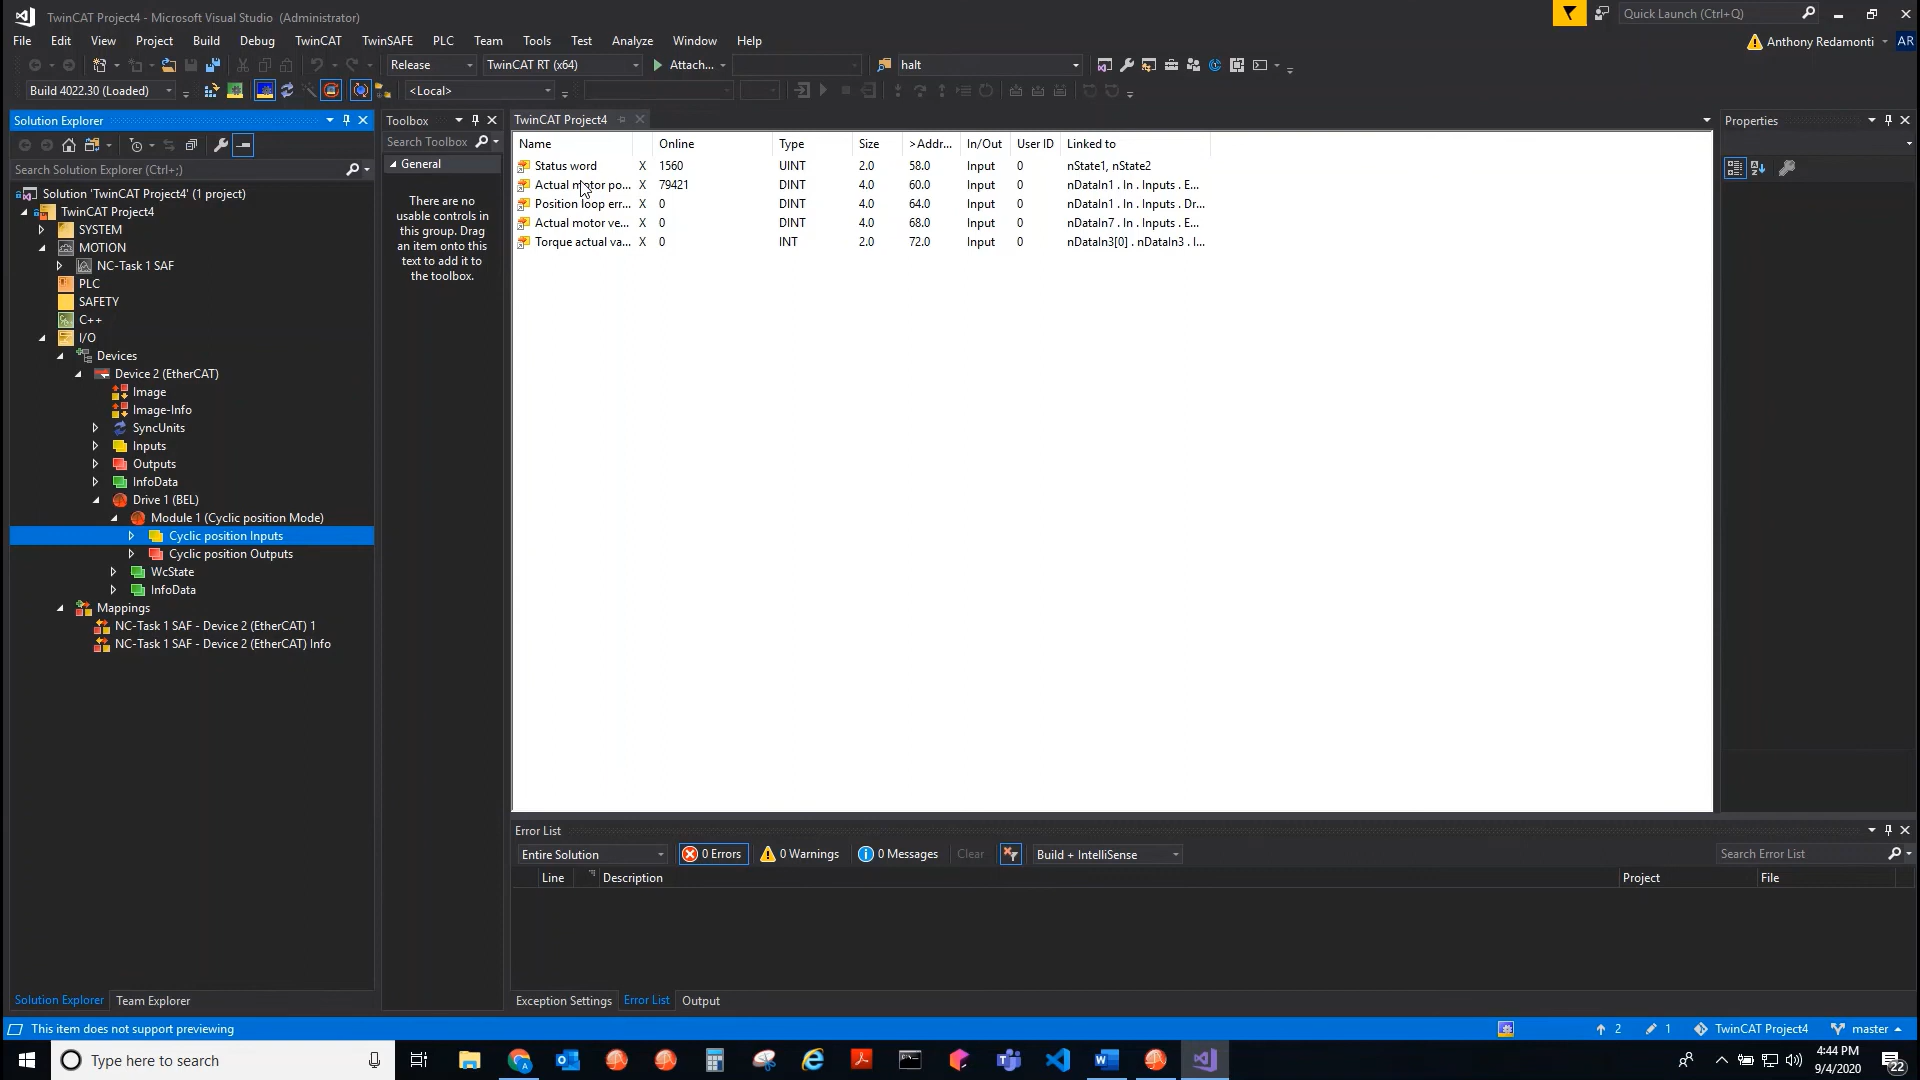 TwinCAT Project4 - Microsoft Visual Studio (Administrator)
Quick Launch (Ctrl+Q)
File Edit View Project Build Debug TwinCAT TwinSAFE PLC Team Tools Test Analyze Window Help
Anthony Redamonti AR
Release TwinCAT RT (x64) Attach... halt
Build 4022.30 (Loaded) <Local>
Solution Explorer
Search Solution Explorer (Ctrl+;)
Solution 'TwinCAT Project4' (1 project)
TwinCAT Project4
SYSTEM
MOTION
NC-Task 1 SAF
PLC
SAFETY
C++
I/O
Devices
Device 2 (EtherCAT)
Image
Image-Info
SyncUnits
Inputs
Outputs
InfoData
Drive 1 (BEL)
Module 1 (Cyclic position Mode)
Cyclic position Inputs
Cyclic position Outputs
WcState
InfoData
Mappings
NC-Task 1 SAF - Device 2 (EtherCAT) 1
NC-Task 1 SAF - Device 2 (EtherCAT) Info
Solution Explorer Team Explorer
Toolbox
Search Toolbox
General
There are no
usable controls in
this group. Drag
an item onto this
text to add it to
the toolbox.
TwinCAT Project4
Name Online Type Size >Addr... In/Out User ID Linked to
Status word X 1560 UINT 2.0 58.0 Input 0 nState1, nState2
Actual motor po... X 79421 DINT 4.0 60.0 Input 0 nDataIn1 . In . Inputs . E...
Position loop err... X 0 DINT 4.0 64.0 Input 0 nDataIn1 . In . Inputs . Dr...
Actual motor ve... X 0 DINT 4.0 68.0 Input 0 nDataIn7 . In . Inputs . E...
Torque actual va... X 0 INT 2.0 72.0 Input 0 nDataIn3[0] . nDataIn3 . I...
Properties
Error List
Entire Solution 0 Errors 0 Warnings 0 Messages Clear Build + IntelliSense Search Error List
Line Description Project File
Exception Settings Error List Output
This item does not support previewing 2 1 TwinCAT Project4 master
Type here to search
4:44 PM
9/4/2020
22